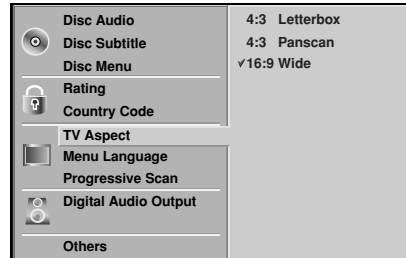 Disc Audio
Disc Subtitle
Disc Menu
Rating
Country Code
TV Aspect
Menu Language
Progressive Scan
Digital Audio Output
Others
4:3 Letterbox
4:3 Panscan
✓16:9 Wide